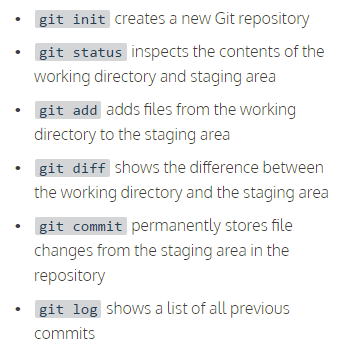 • git init creates a new Git repository
• git status inspects the contents of the
working directory and staging area
• git add adds files from the working
directory to the staging area
• git diff shows the difference between
the working directory and the staging area
• git commit permanently stores file
changes from the staging area in the
repository
• git log shows a list of all previous
commits